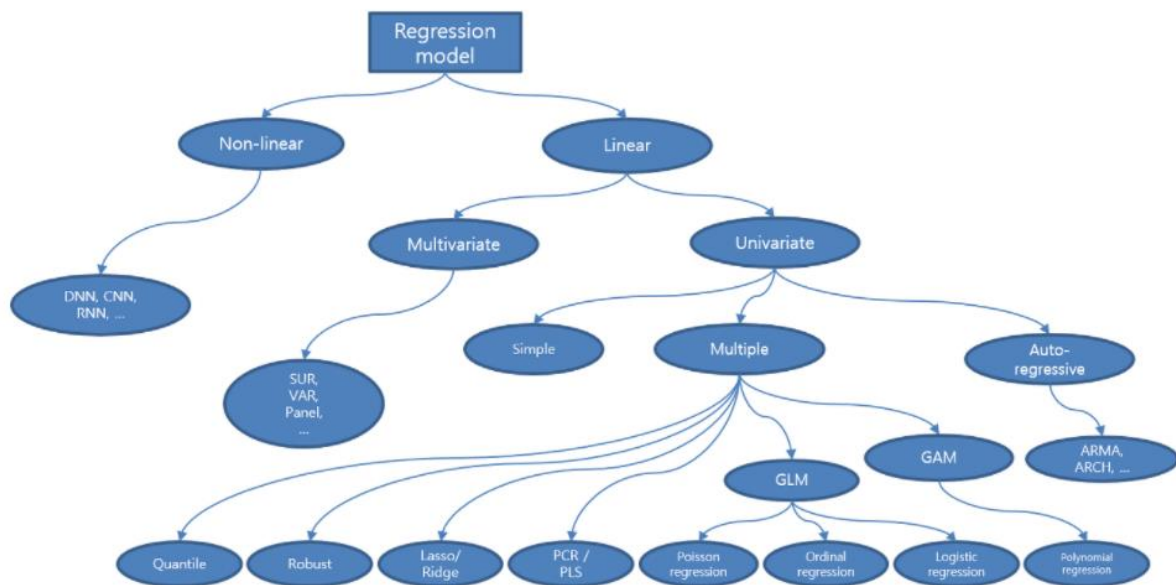 Regression
model
Non-linear
Linear
Multivariate
Univariate
DNN, CNN,
RNN, ...
Simple
Multiple
Auto-
regressive
SUR,
VAR,
Panel,
...
GLM
GAM
ARMA,
ARCH, ...
Quantile
Robust
Lasso/
Ridge
PCR /
PLS
Poisson
regression
Ordinal
regression
Logistic
regression
Polynomial
regression